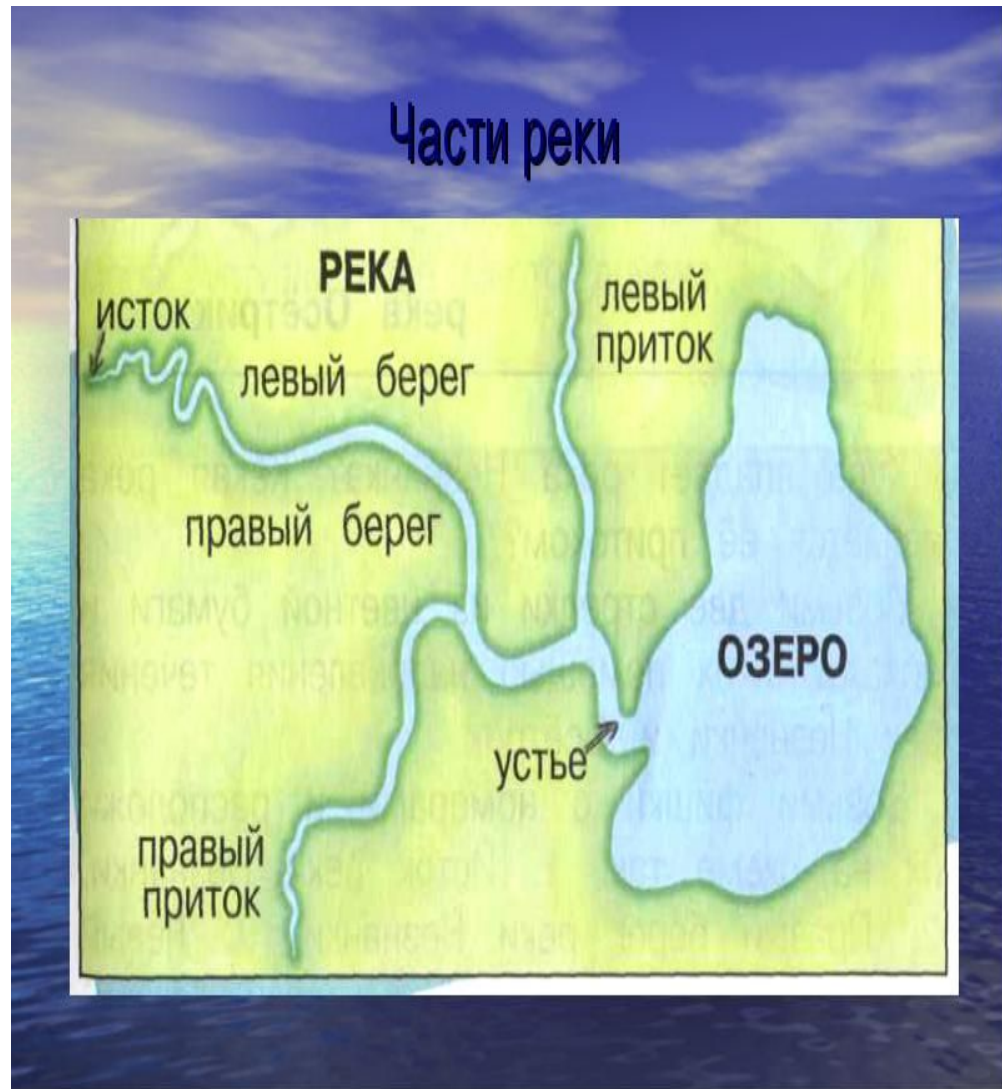 Части реки
РЕКА
исток
левый берег
левый
приток
правый берег
ОЗЕРО
устье
правый
приток